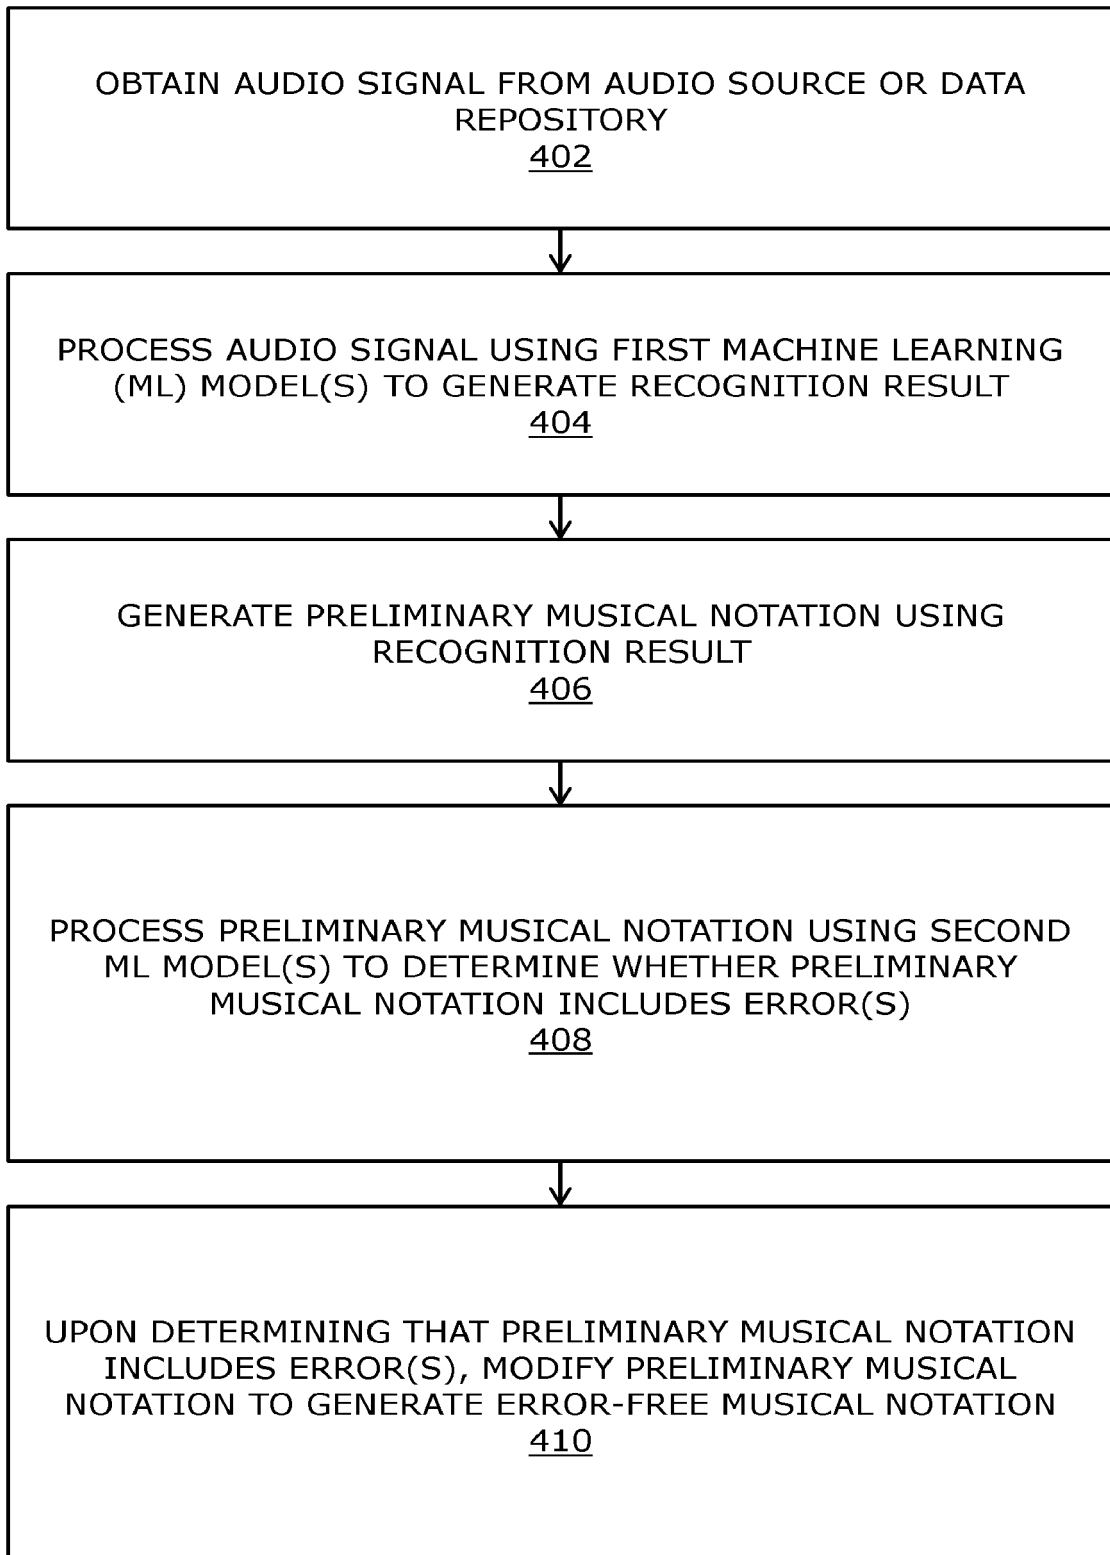 OBTAIN AUDIO SIGNAL FROM AUDIO SOURCE OR DATA
REPOSITORY
402
PROCESS AUDIO SIGNAL USING FIRST MACHINE LEARNING
(ML) MODEL(S) TO GENERATE RECOGNITION RESULT
404
GENERATE PRELIMINARY MUSICAL NOTATION USING
RECOGNITION RESULT
406
PROCESS PRELIMINARY MUSICAL NOTATION USING SECOND
ML MODEL(S) TO DETERMINE WHETHER PRELIMINARY
MUSICAL NOTATION INCLUDES ERROR(S)
408
UPON DETERMINING THAT PRELIMINARY MUSICAL NOTATION
INCLUDES ERROR(S), MODIFY PRELIMINARY MUSICAL
NOTATION TO GENERATE ERROR-FREE MUSICAL NOTATION
410